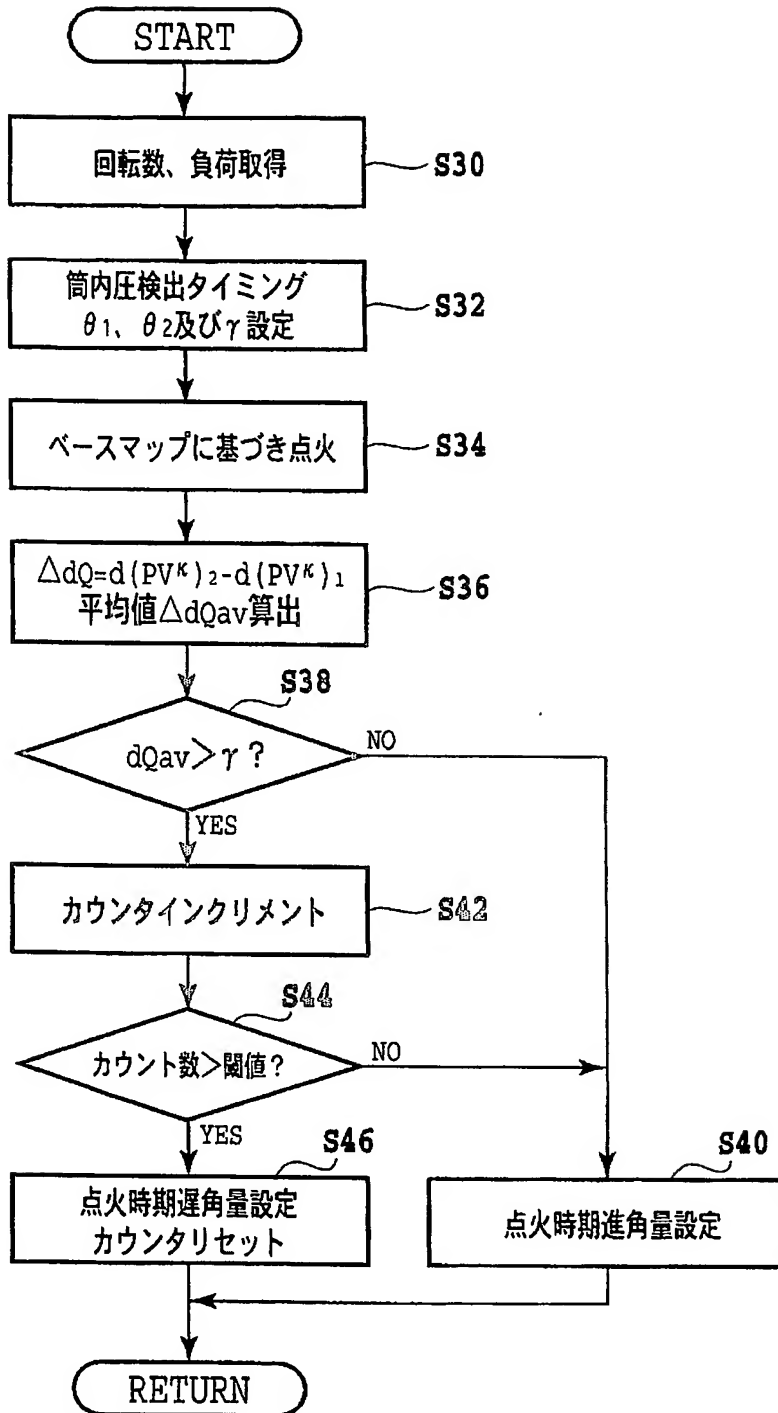 START
回転数、負荷取得
S30
筒内圧検出タイミング
θ1、θ2及びγ設定
S32
ベースマップに基づき点火
S34
△dQ=d(PVκ)2-d(PVκ)1
平均値△dQav算出
S36
S38
dQav>γ?
NO
YES
カウンタインクリメント
S42
S44
カウント数>閾値?
NO
YES
S46
点火時期遅角量設定
カウンタリセット
S40
点火時期進角量設定
RETURN